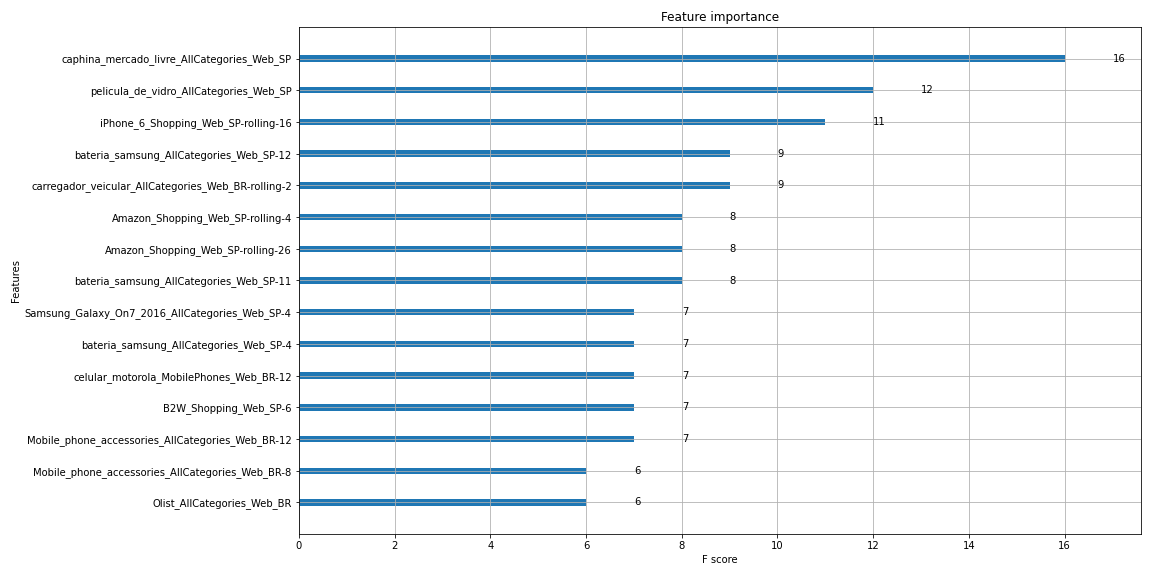 Feature importance
caphina_mercado_livre_AllCategories_Web_SP 16
pelicula_de_vidro_AllCategories_Web_SP 12
iPhone_6_Shopping_Web_SP-rolling-16 11
bateria_samsung_AllCategories_Web_SP-12 9
carregador_veicular_AllCategories_Web_BR-rolling-2 9
Amazon_Shopping_Web_SP-rolling-4 8
Amazon_Shopping_Web_SP-rolling-26 8
bateria_samsung_AllCategories_Web_SP-11 8
Samsung_Galaxy_On7_2016_AllCategories_Web_SP-4 7
bateria_samsung_AllCategories_Web_SP-4 7
celular_motorola_MobilePhones_Web_BR-12 7
B2W_Shopping_Web_SP-6 7
Mobile_phone_accessories_AllCategories_Web_BR-12 7
Mobile_phone_accessories_AllCategories_Web_BR-8 6
Olist_AllCategories_Web_BR 6
Features
0 2 4 6 8 10 12 14 16
F score